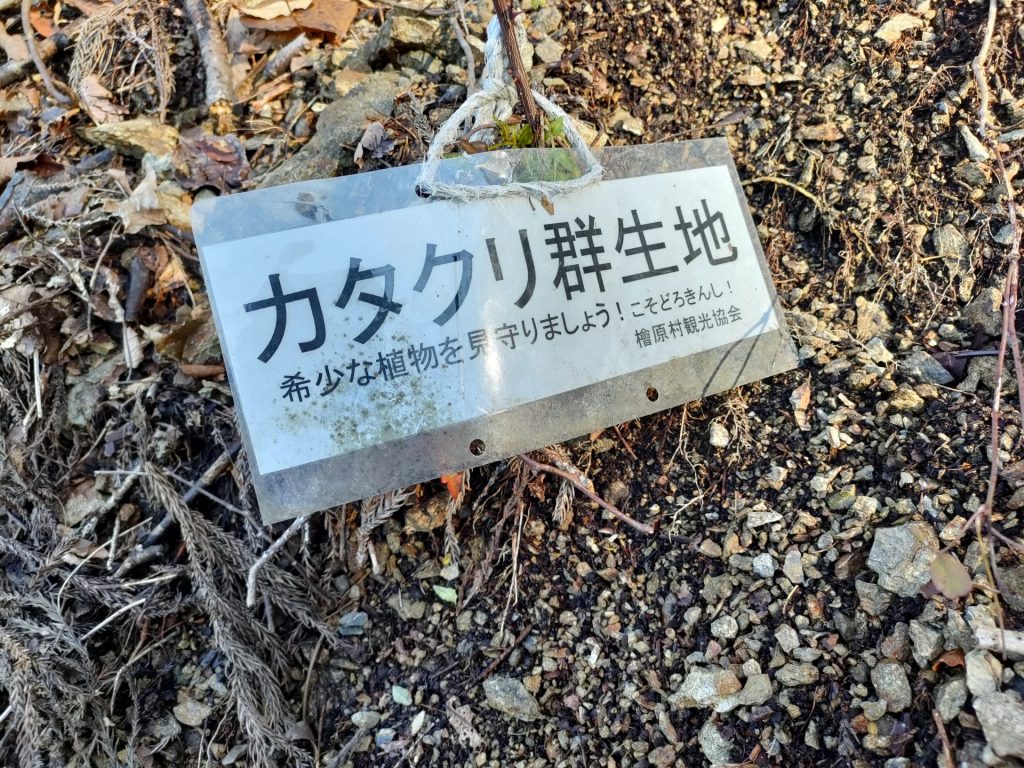 カタクリ群生地
希少な植物を見守りましょう！こそどろきんし！
檜原村観光協会